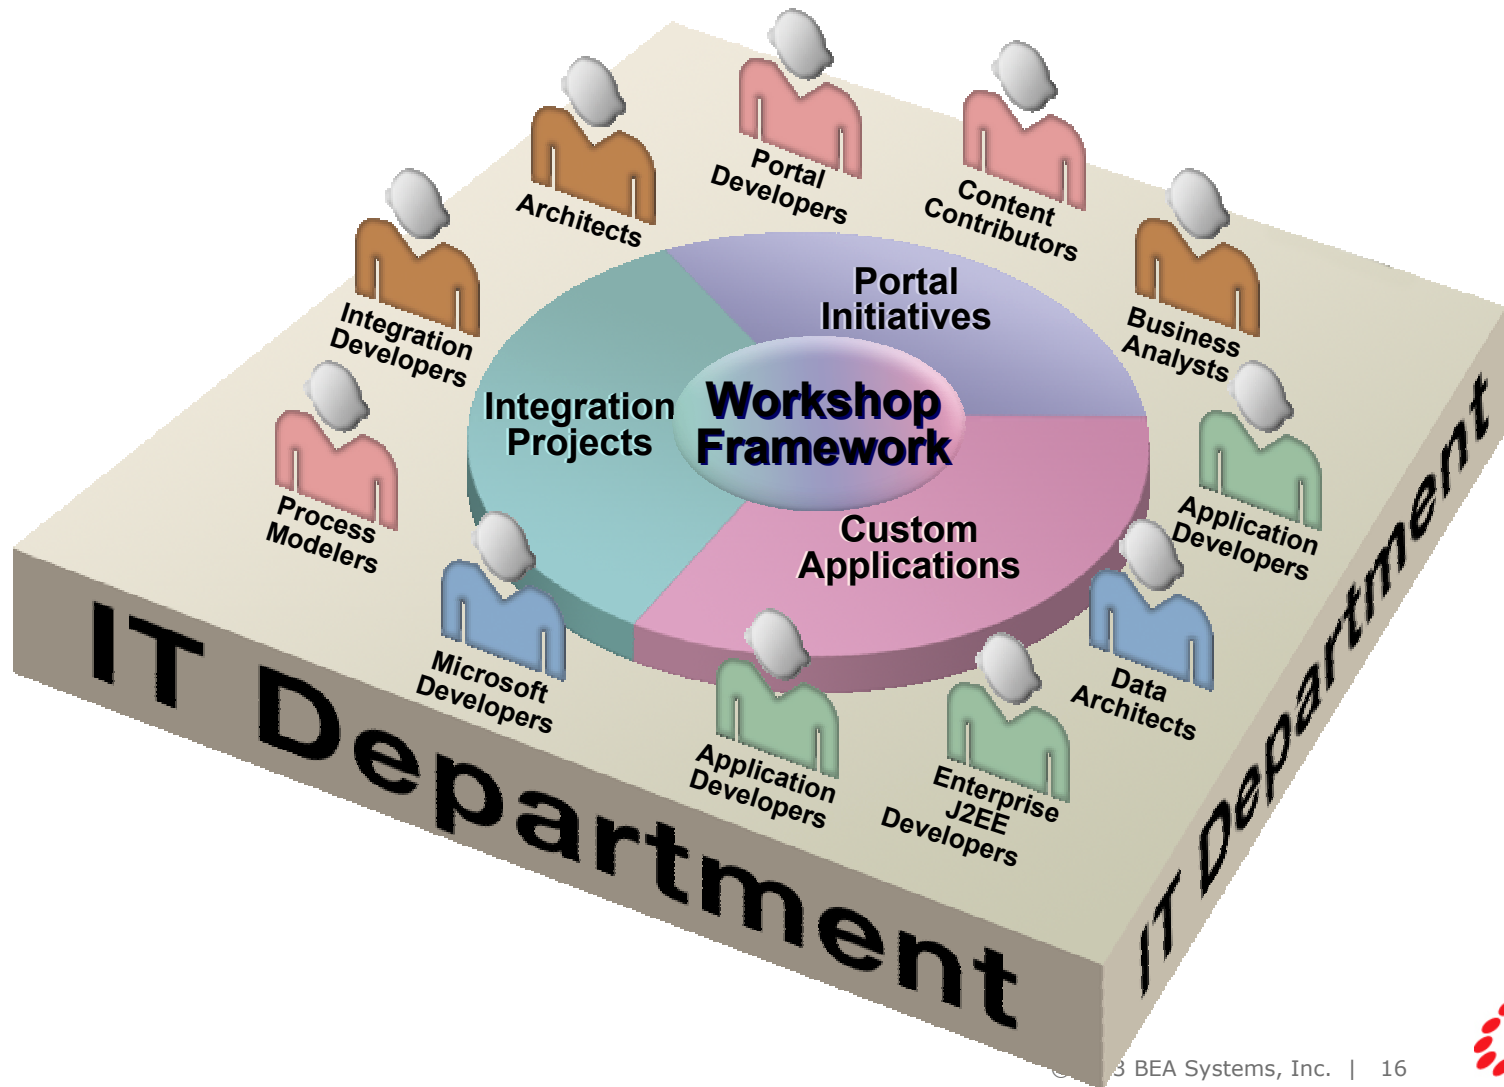 Portal
Developers
Content
Contributors
Architects
Business
Analysts
Integration
Developers
Portal
Initiatives
Integration
Projects
Workshop
Framework
Custom
Applications
Application
Developers
Process
Modelers
Microsoft
Developers
Data
Architects
Application
Developers
Enterprise
J2EE
Developers
IT Department
IT Department
3 BEA Systems, Inc. | 16